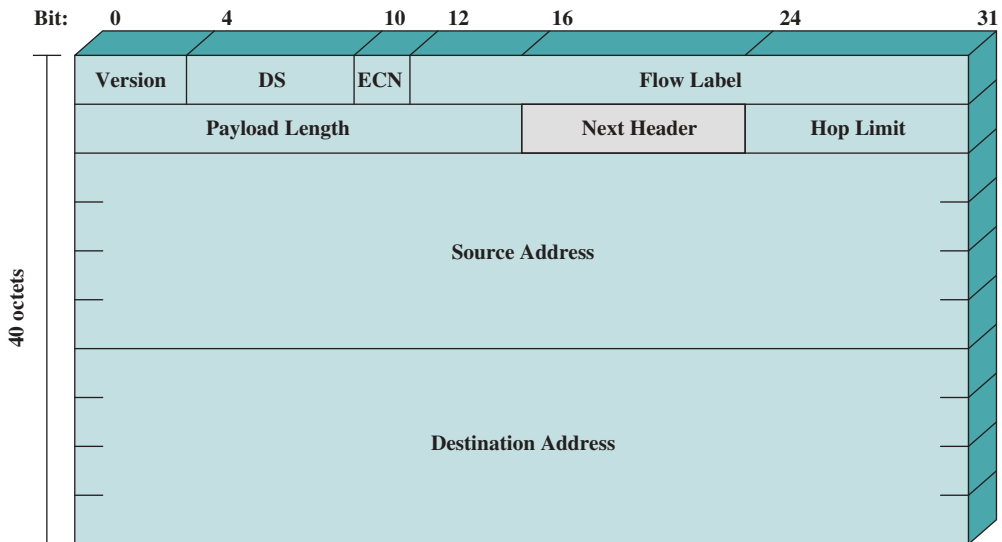 Bit: 0 4 10 12 16 24 31
Version DS ECN Flow Label
Payload Length Next Header Hop Limit
Source Address
40 octets
Destination Address